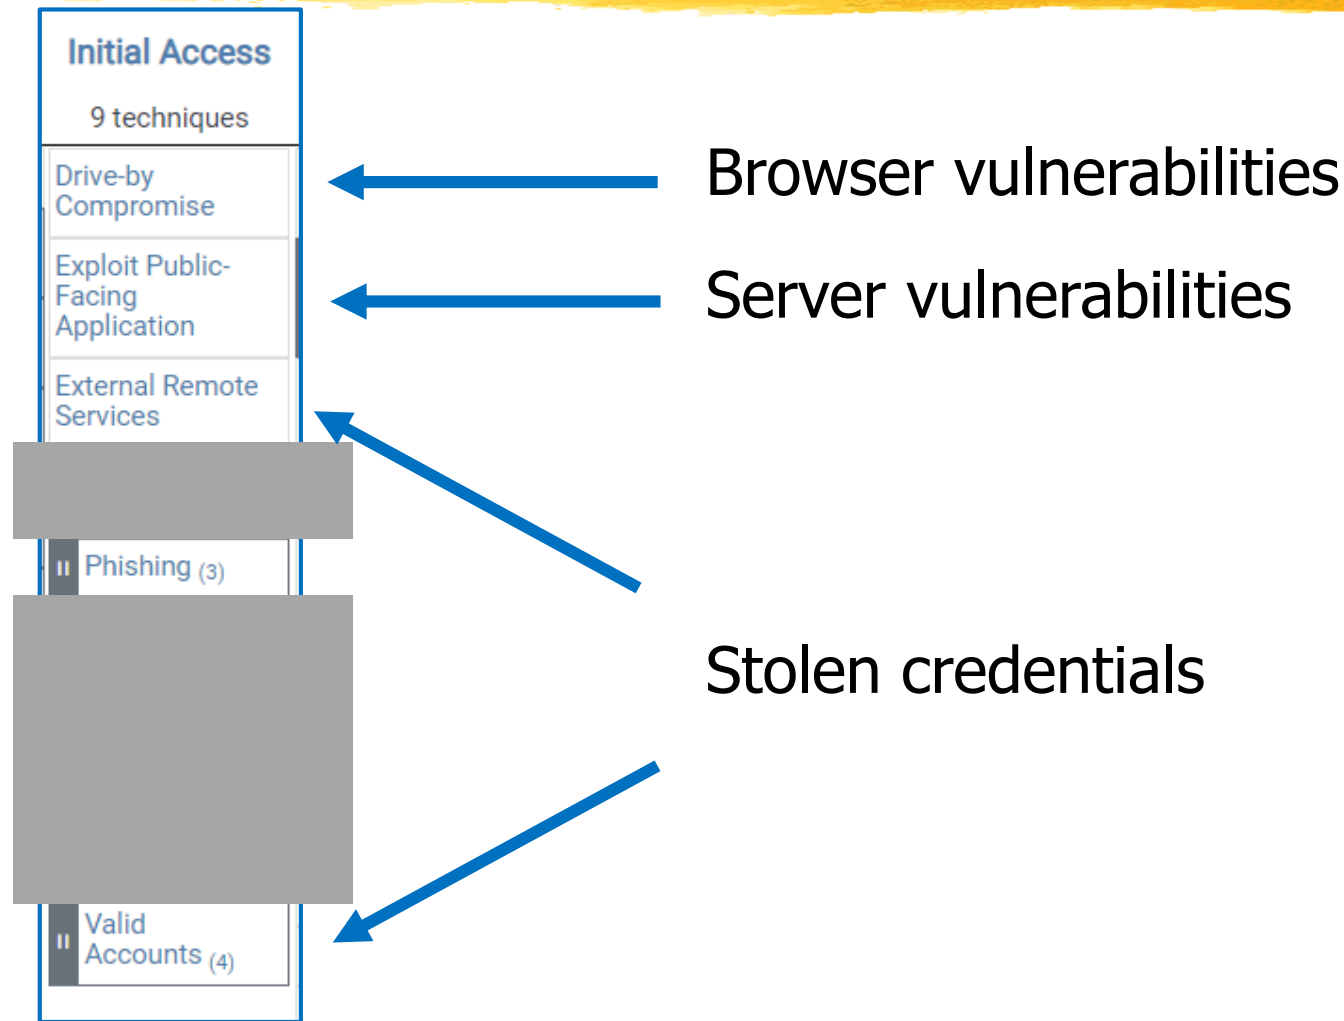 Initial Access
9 techniques
Drive-by
Compromise
Exploit Public-
Facing
Application
External Remote
Services
Phishing (3)
Valid
Accounts (4)
Browser vulnerabilities
Server vulnerabilities
Stolen credentials